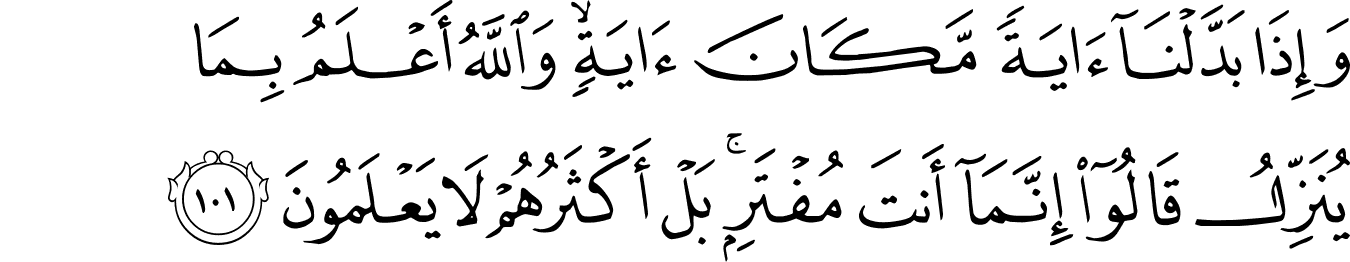 وَإِذَا بَدَّلْنَآ ءَايَةً مَّكَانَ ءَايَةٍۙ وَٱللَّهُ أَعْلَمُ بِمَا
يُنَزِّلُ قَالُوٓا۟ إِنَّمَآ أَنتَ مُفْتَرٍۭۚ بَلْ أَكْثَرُهُمْ لَا يَعْلَمُونَ ١٠١